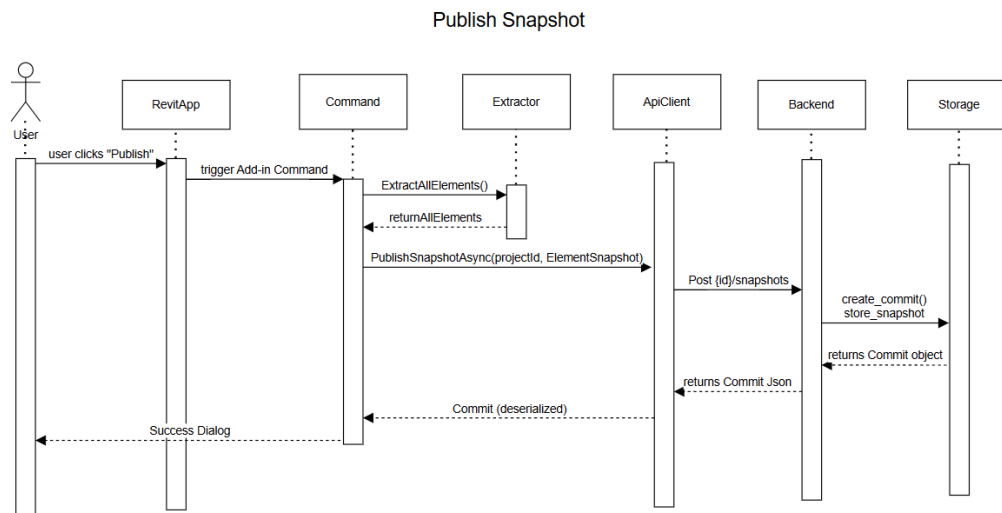 Publish Snapshot
User
RevitApp
Command
Extractor
ApiClient
Backend
Storage
user clicks "Publish"
trigger Add-in Command
ExtractAllElements()
returnAllElements
PublishSnapshotAsync(projectId, ElementSnapshot)
Post {id}/snapshots
create_commit()
store_snapshot
returns Commit object
returns Commit Json
Commit (deserialized)
Success Dialog